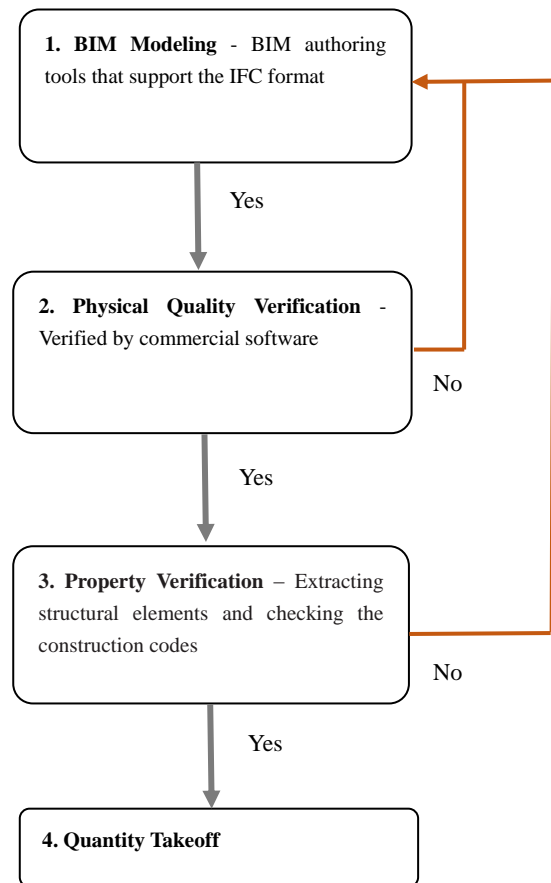 1. BIM Modeling - BIM authoring
tools that support the IFC format
Yes
2. Physical Quality Verification -
Verified by commercial software
No
Yes
3. Property Verification – Extracting
structural elements and checking the
construction codes
No
Yes
4. Quantity Takeoff